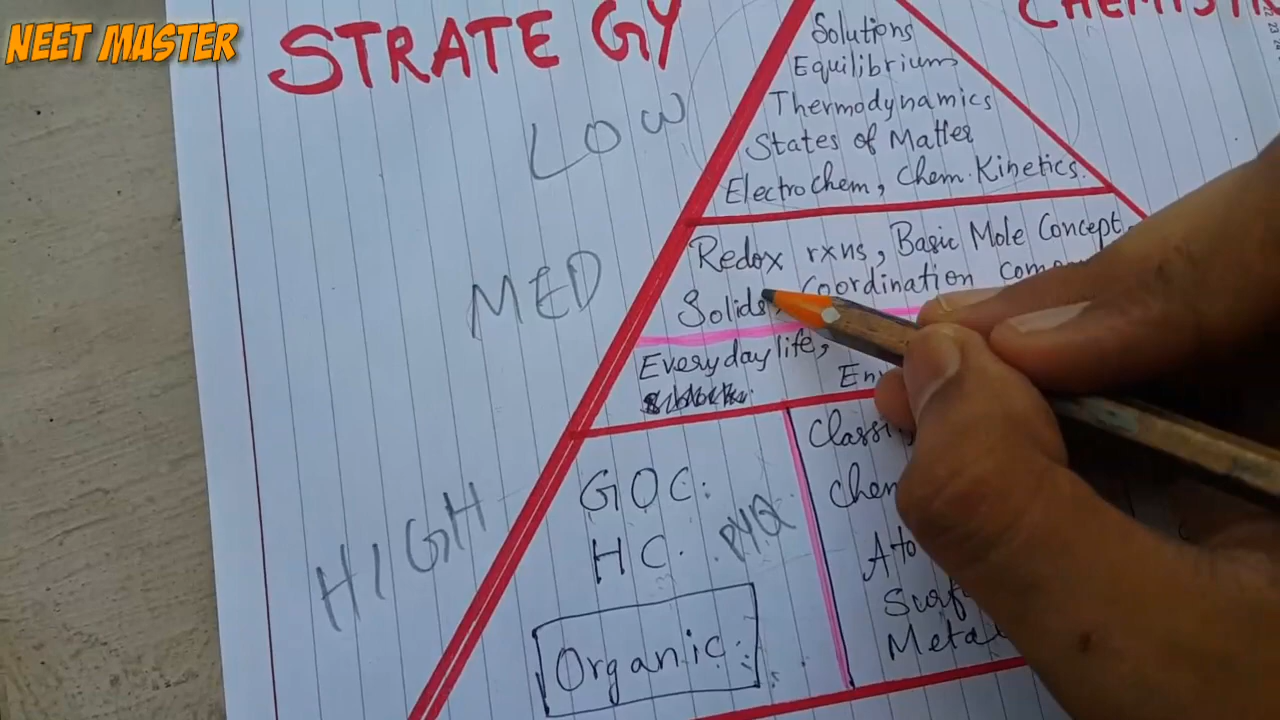 NEET MASTER
STRATEGY
LOW
Solutions
Equilibrium
Thermodynamics
States of Matter
Electrochem, Chem. Kinetics.
MED
Redox rxns, Basic Mole Concept
Solids, Coordination
Everyday life,
HIGH
GOC.
HC.
PYQ
Organic.